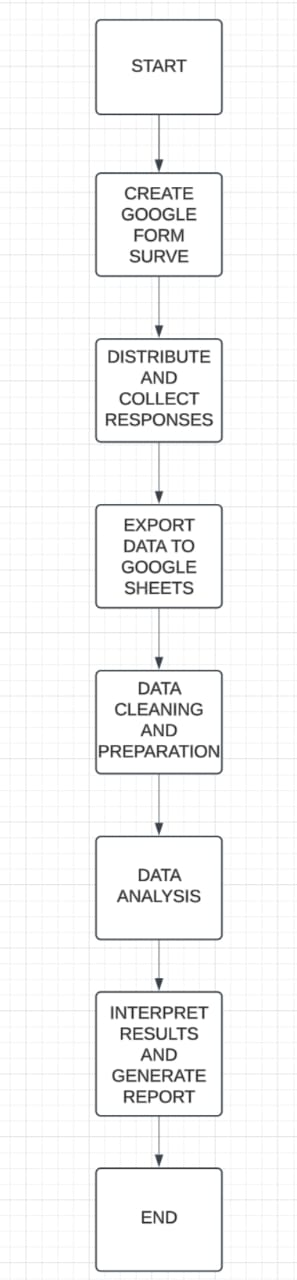 START
CREATE
GOOGLE
FORM
SURVE
DISTRIBUTE
AND
COLLECT
RESPONSES
EXPORT
DATA TO
GOOGLE
SHEETS
DATA
CLEANING
AND
PREPARATION
DATA
ANALYSIS
INTERPRET
RESULTS
AND
GENERATE
REPORT
END